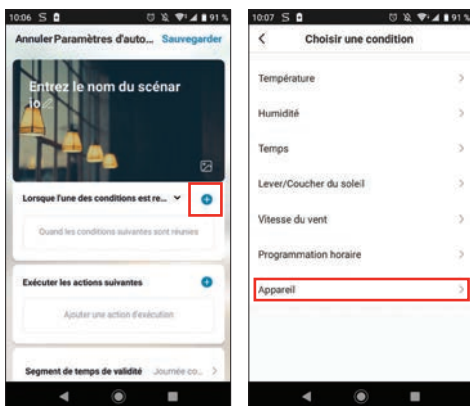 10:06 91 %
Annuler Paramètres d'auto... Sauvegarder
Entrez le nom du scénar
io
Lorsque l'une des conditions est re...
Quand les conditions suivantes sont réunies
Exécuter les actions suivantes
Ajouter une action d'exécution
Segment de temps de validité Journée co...
10:07 91 %
Choisir une condition
Température
Humidité
Temps
Lever/Coucher du soleil
Vitesse du vent
Programmation horaire
Appareil